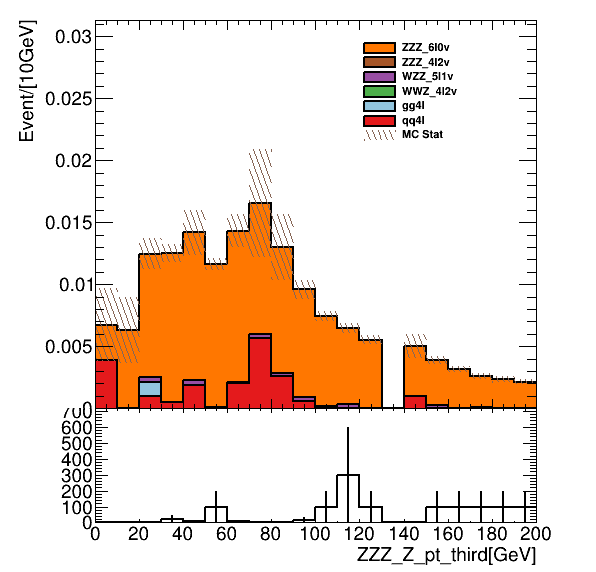 Event/[10GeV]
0.03
0.025
0.02
0.015
0.01
0.005
0
ZZZ_6l0v
ZZZ_4l2v
WZZ_5l1v
WWZ_4l2v
gg4l
qq4l
MC Stat
700
600
500
400
300
200
100
0
0 20 40 60 80 100 120 140 160 180 200
ZZZ_Z_pt_third[GeV]